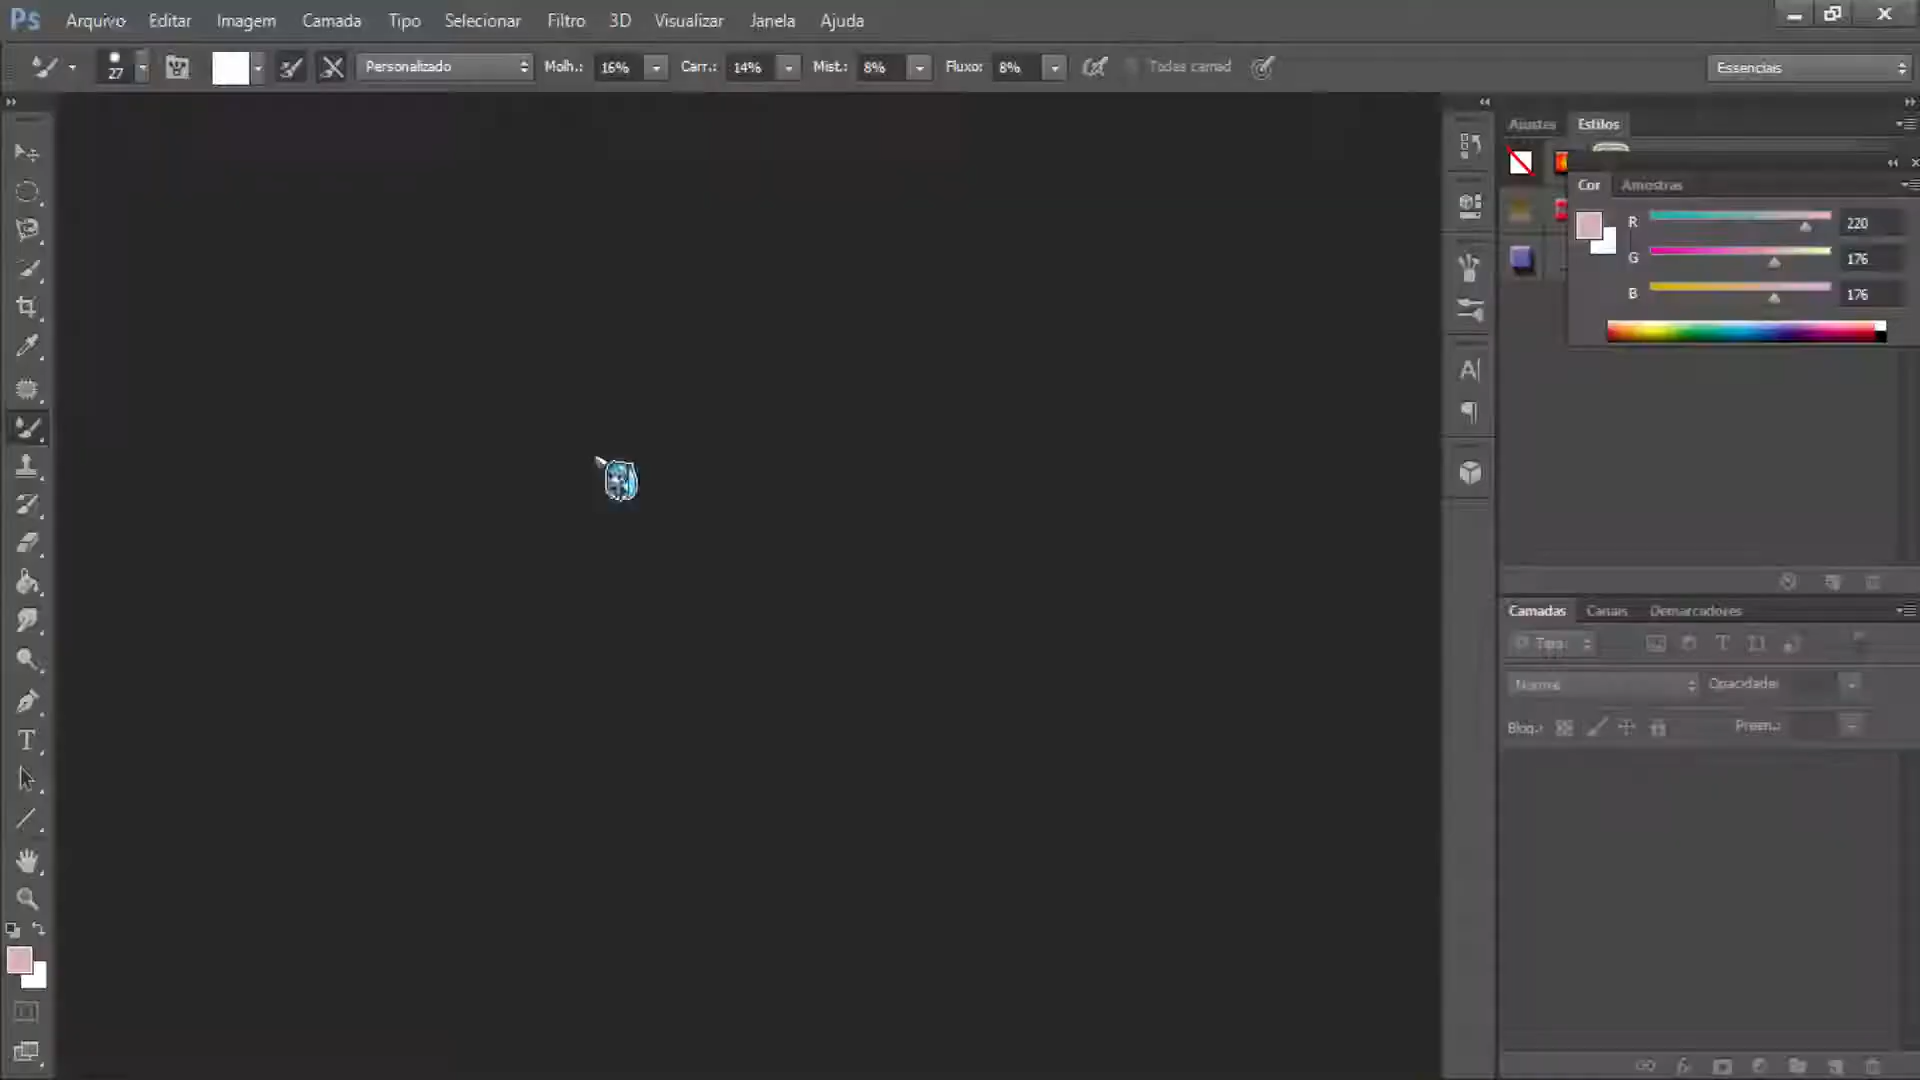 Ps Arquivo Editar Imagem Camada Tipo Selecionar Filtro 3D Visualizar Janela Ajuda
27 Personalizado Molh.: 16% Carr.: 14% Mist.: 8% Fluxo: 8% Todas camad Essenciais
Ajustes Estilos
Cor Amostras
R 220
G 176
B 176
Camadas Canais Demarcadores
Tipo
Normal Opacidade:
Bloq.: Preen.: